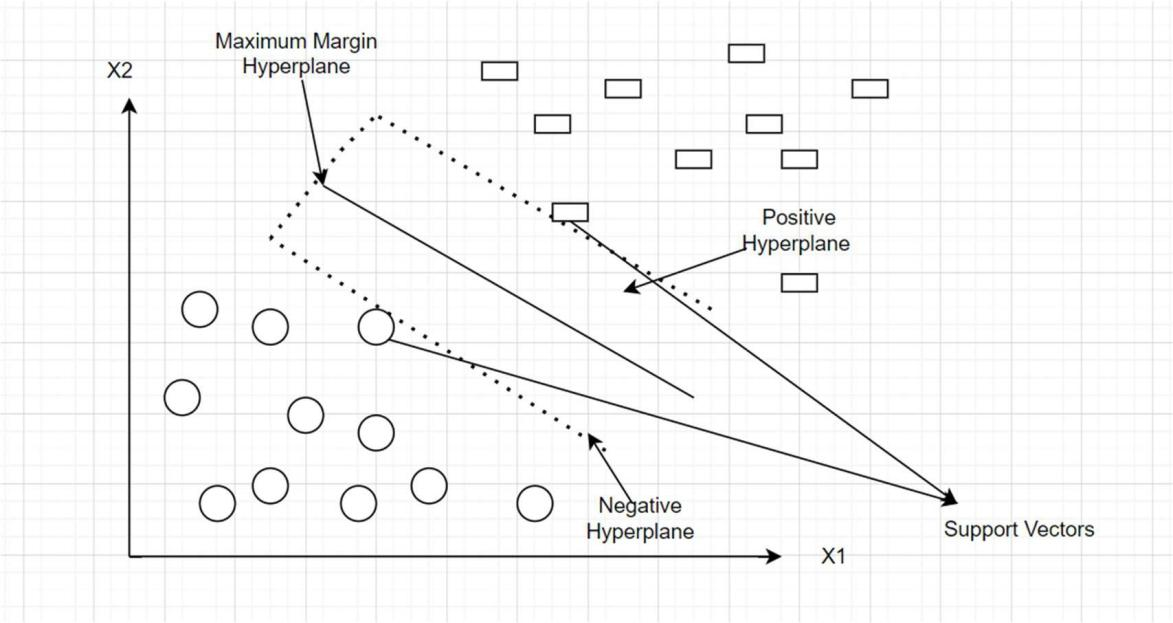 Maximum Margin
Hyperplane
X2
Positive
Hyperplane
Negative
Hyperplane
Support Vectors
X1